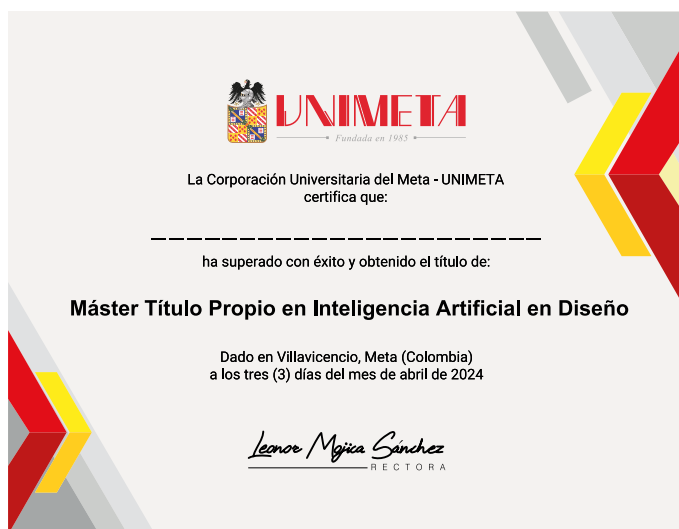 UNIMETA
Fundada en 1985
La Corporación Universitaria del Meta - UNIMETA
certifica que:
ha superado con éxito y obtenido el título de:
Máster Título Propio en Inteligencia Artificial en Diseño
Dado en Villavicencio, Meta (Colombia)
a los tres (3) días del mes de abril de 2024
Leonor Mojica Sánchez
RECTORA